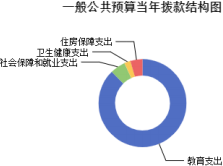 一般公共预算当年拨款结构图
住房保障支出
卫生健康支出
社会保障和就业支出
教育支出